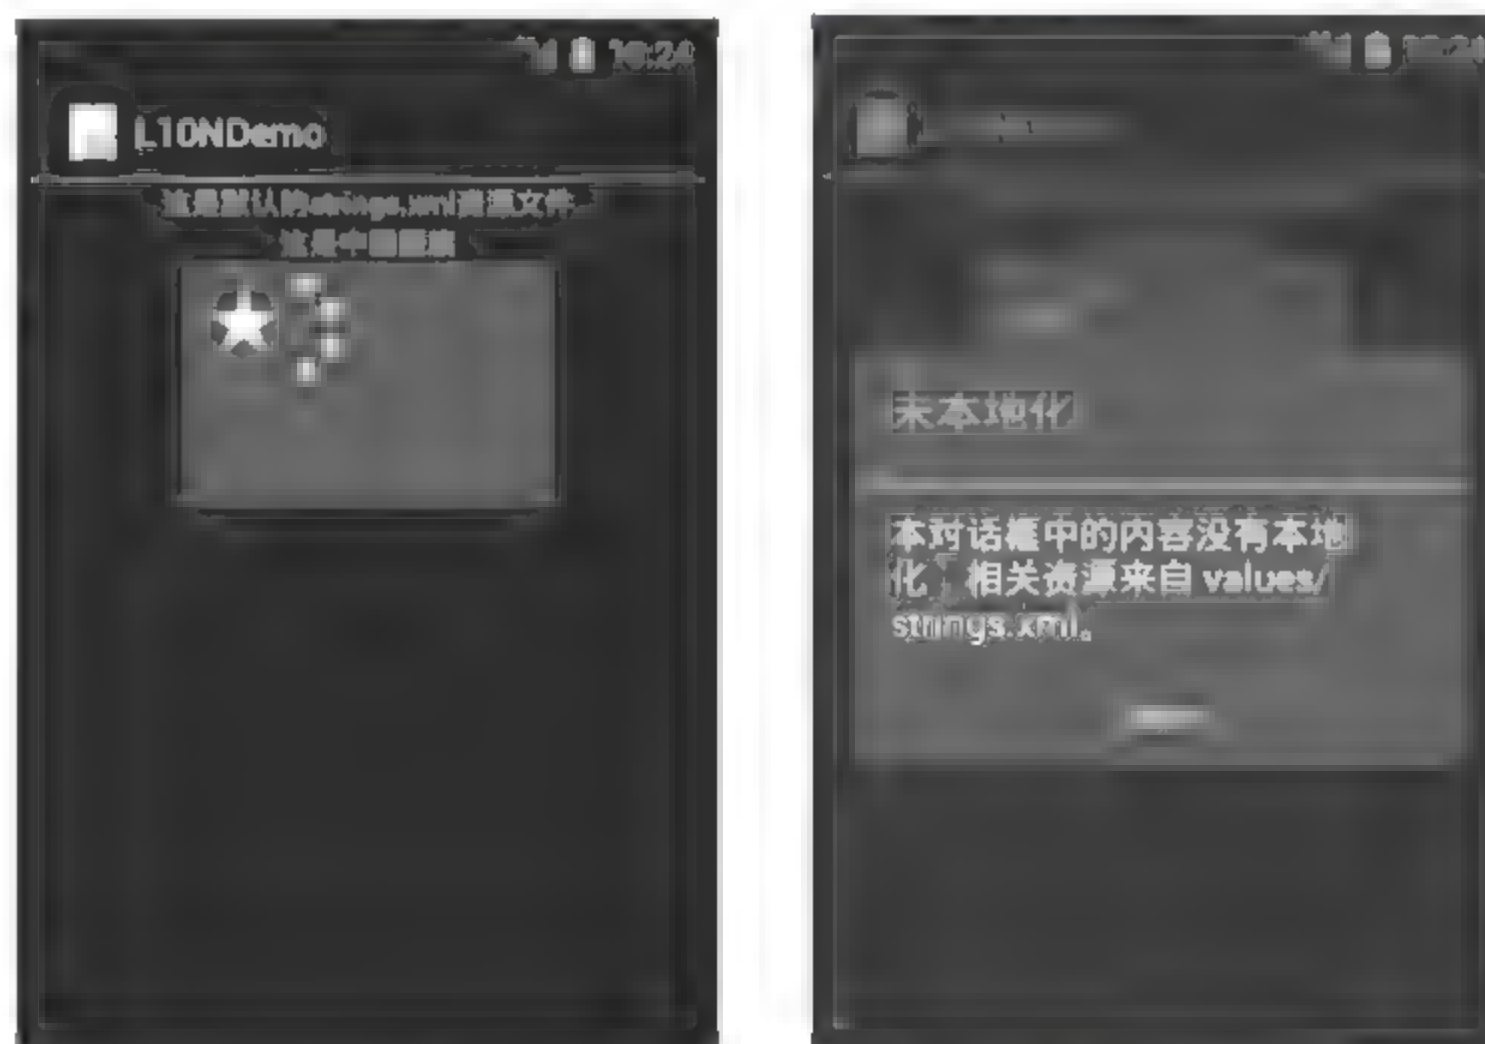 16:24
L10NDemo
这是默认的strings.xml资源文件
这是中国国旗
未本地化
本对话框中的内容没有本地
化，相关资源来自 values/
strings.xml。